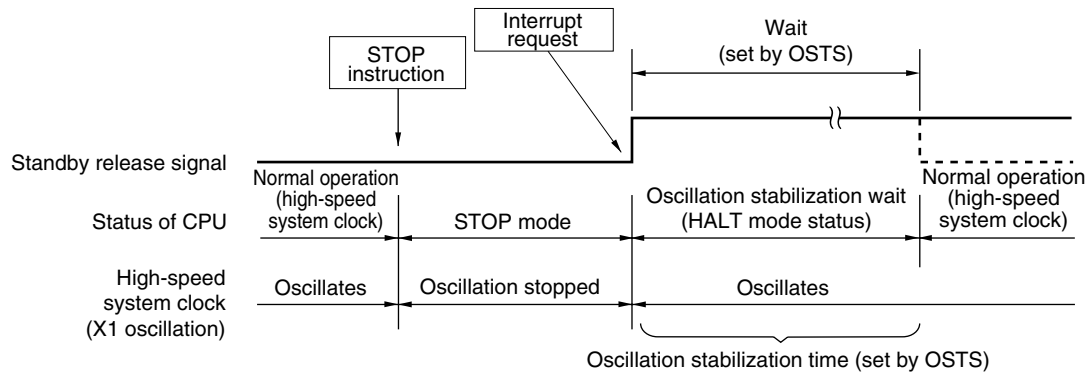 Interrupt
request
Wait
(set by OSTS)
STOP
instruction
Standby release signal
Normal operation
(high-speed
system clock)
Oscillation stabilization wait
(HALT mode status)
Normal operation
(high-speed
system clock)
Status of CPU
STOP mode
High-speed
system clock
(X1 oscillation)
Oscillates
Oscillation stopped
Oscillates
Oscillation stabilization time (set by OSTS)